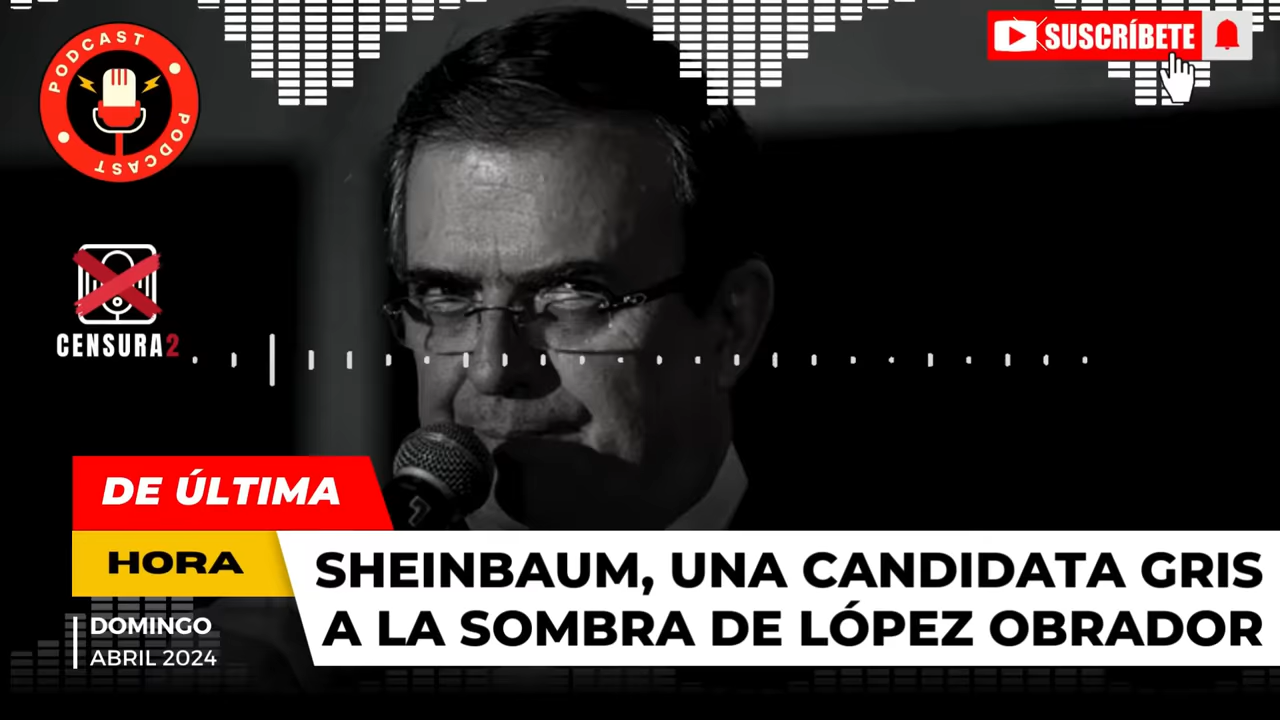 PODCAST
PODCAST
SUSCRÍBETE
CENSURA2
DE ÚLTIMA
HORA
SHEINBAUM, UNA CANDIDATA GRIS
A LA SOMBRA DE LÓPEZ OBRADOR
DOMINGO
ABRIL 2024